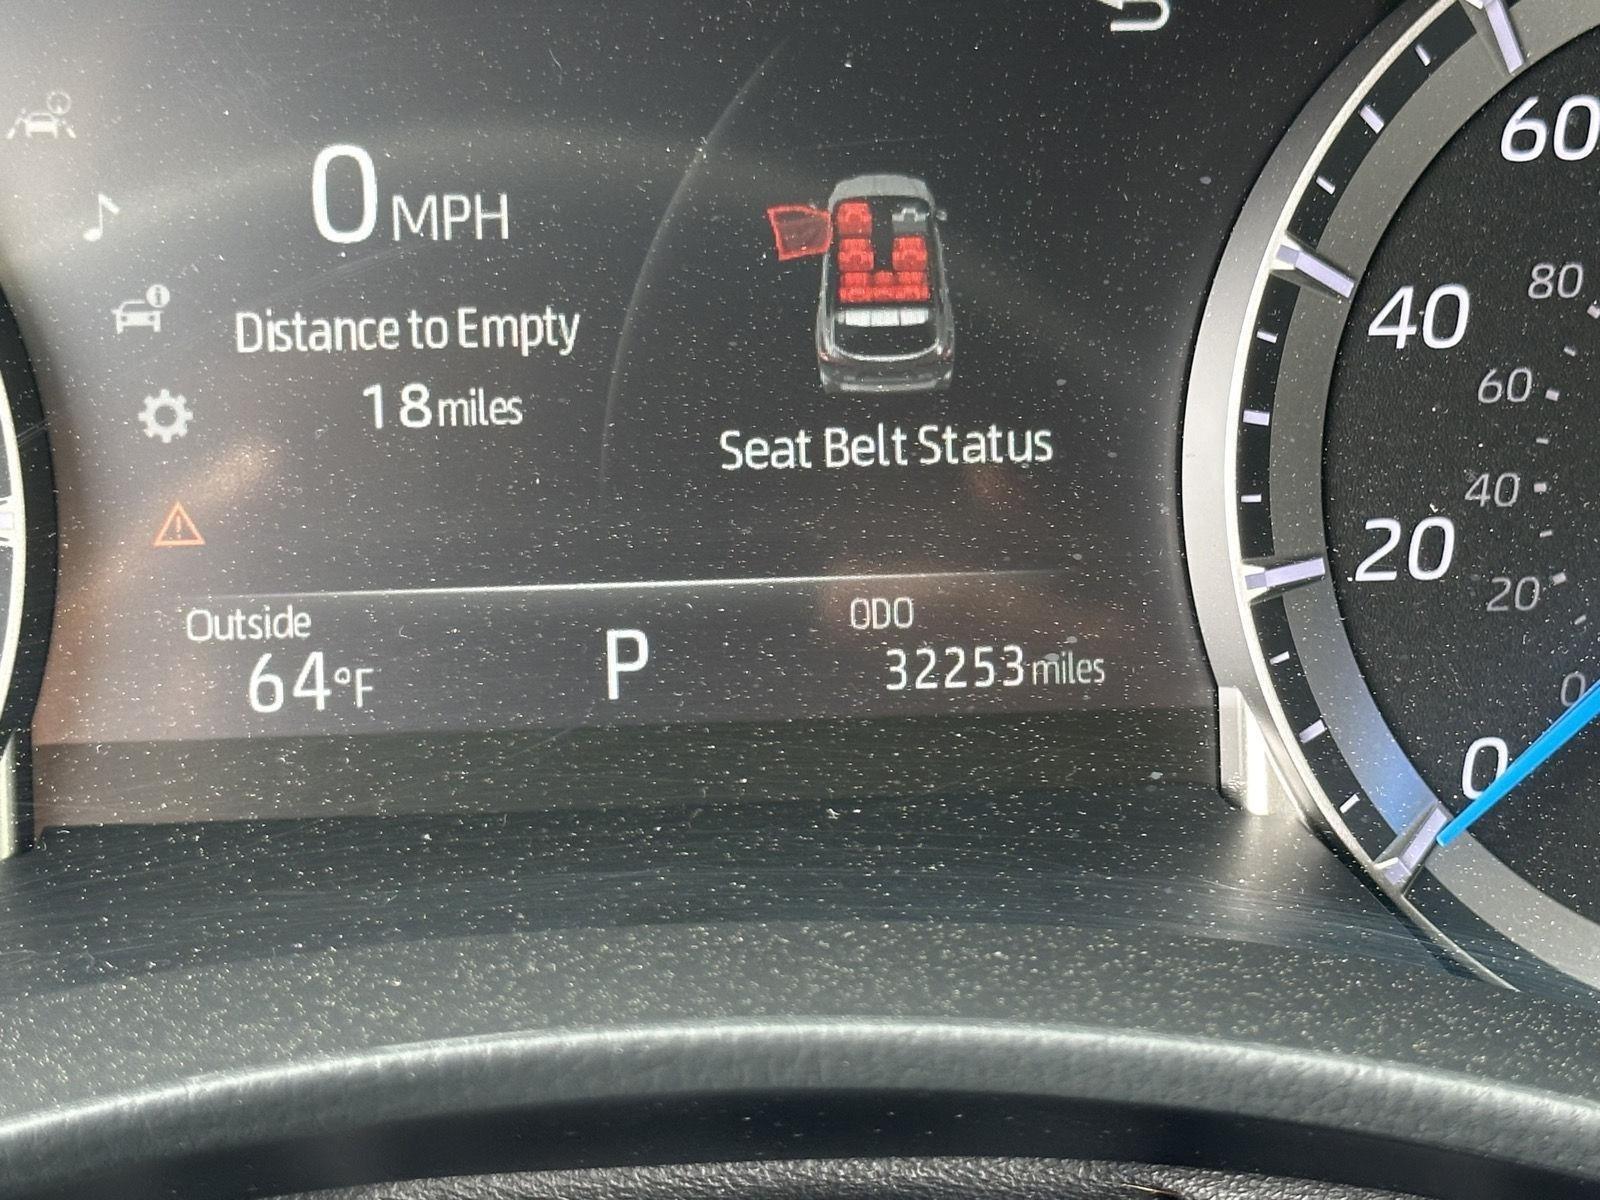 0 MPH
Distance to Empty
18 miles
Seat Belt Status
Outside
64°F
P
ODO
32253 miles
60
40
20
0
80
60
40
20
0